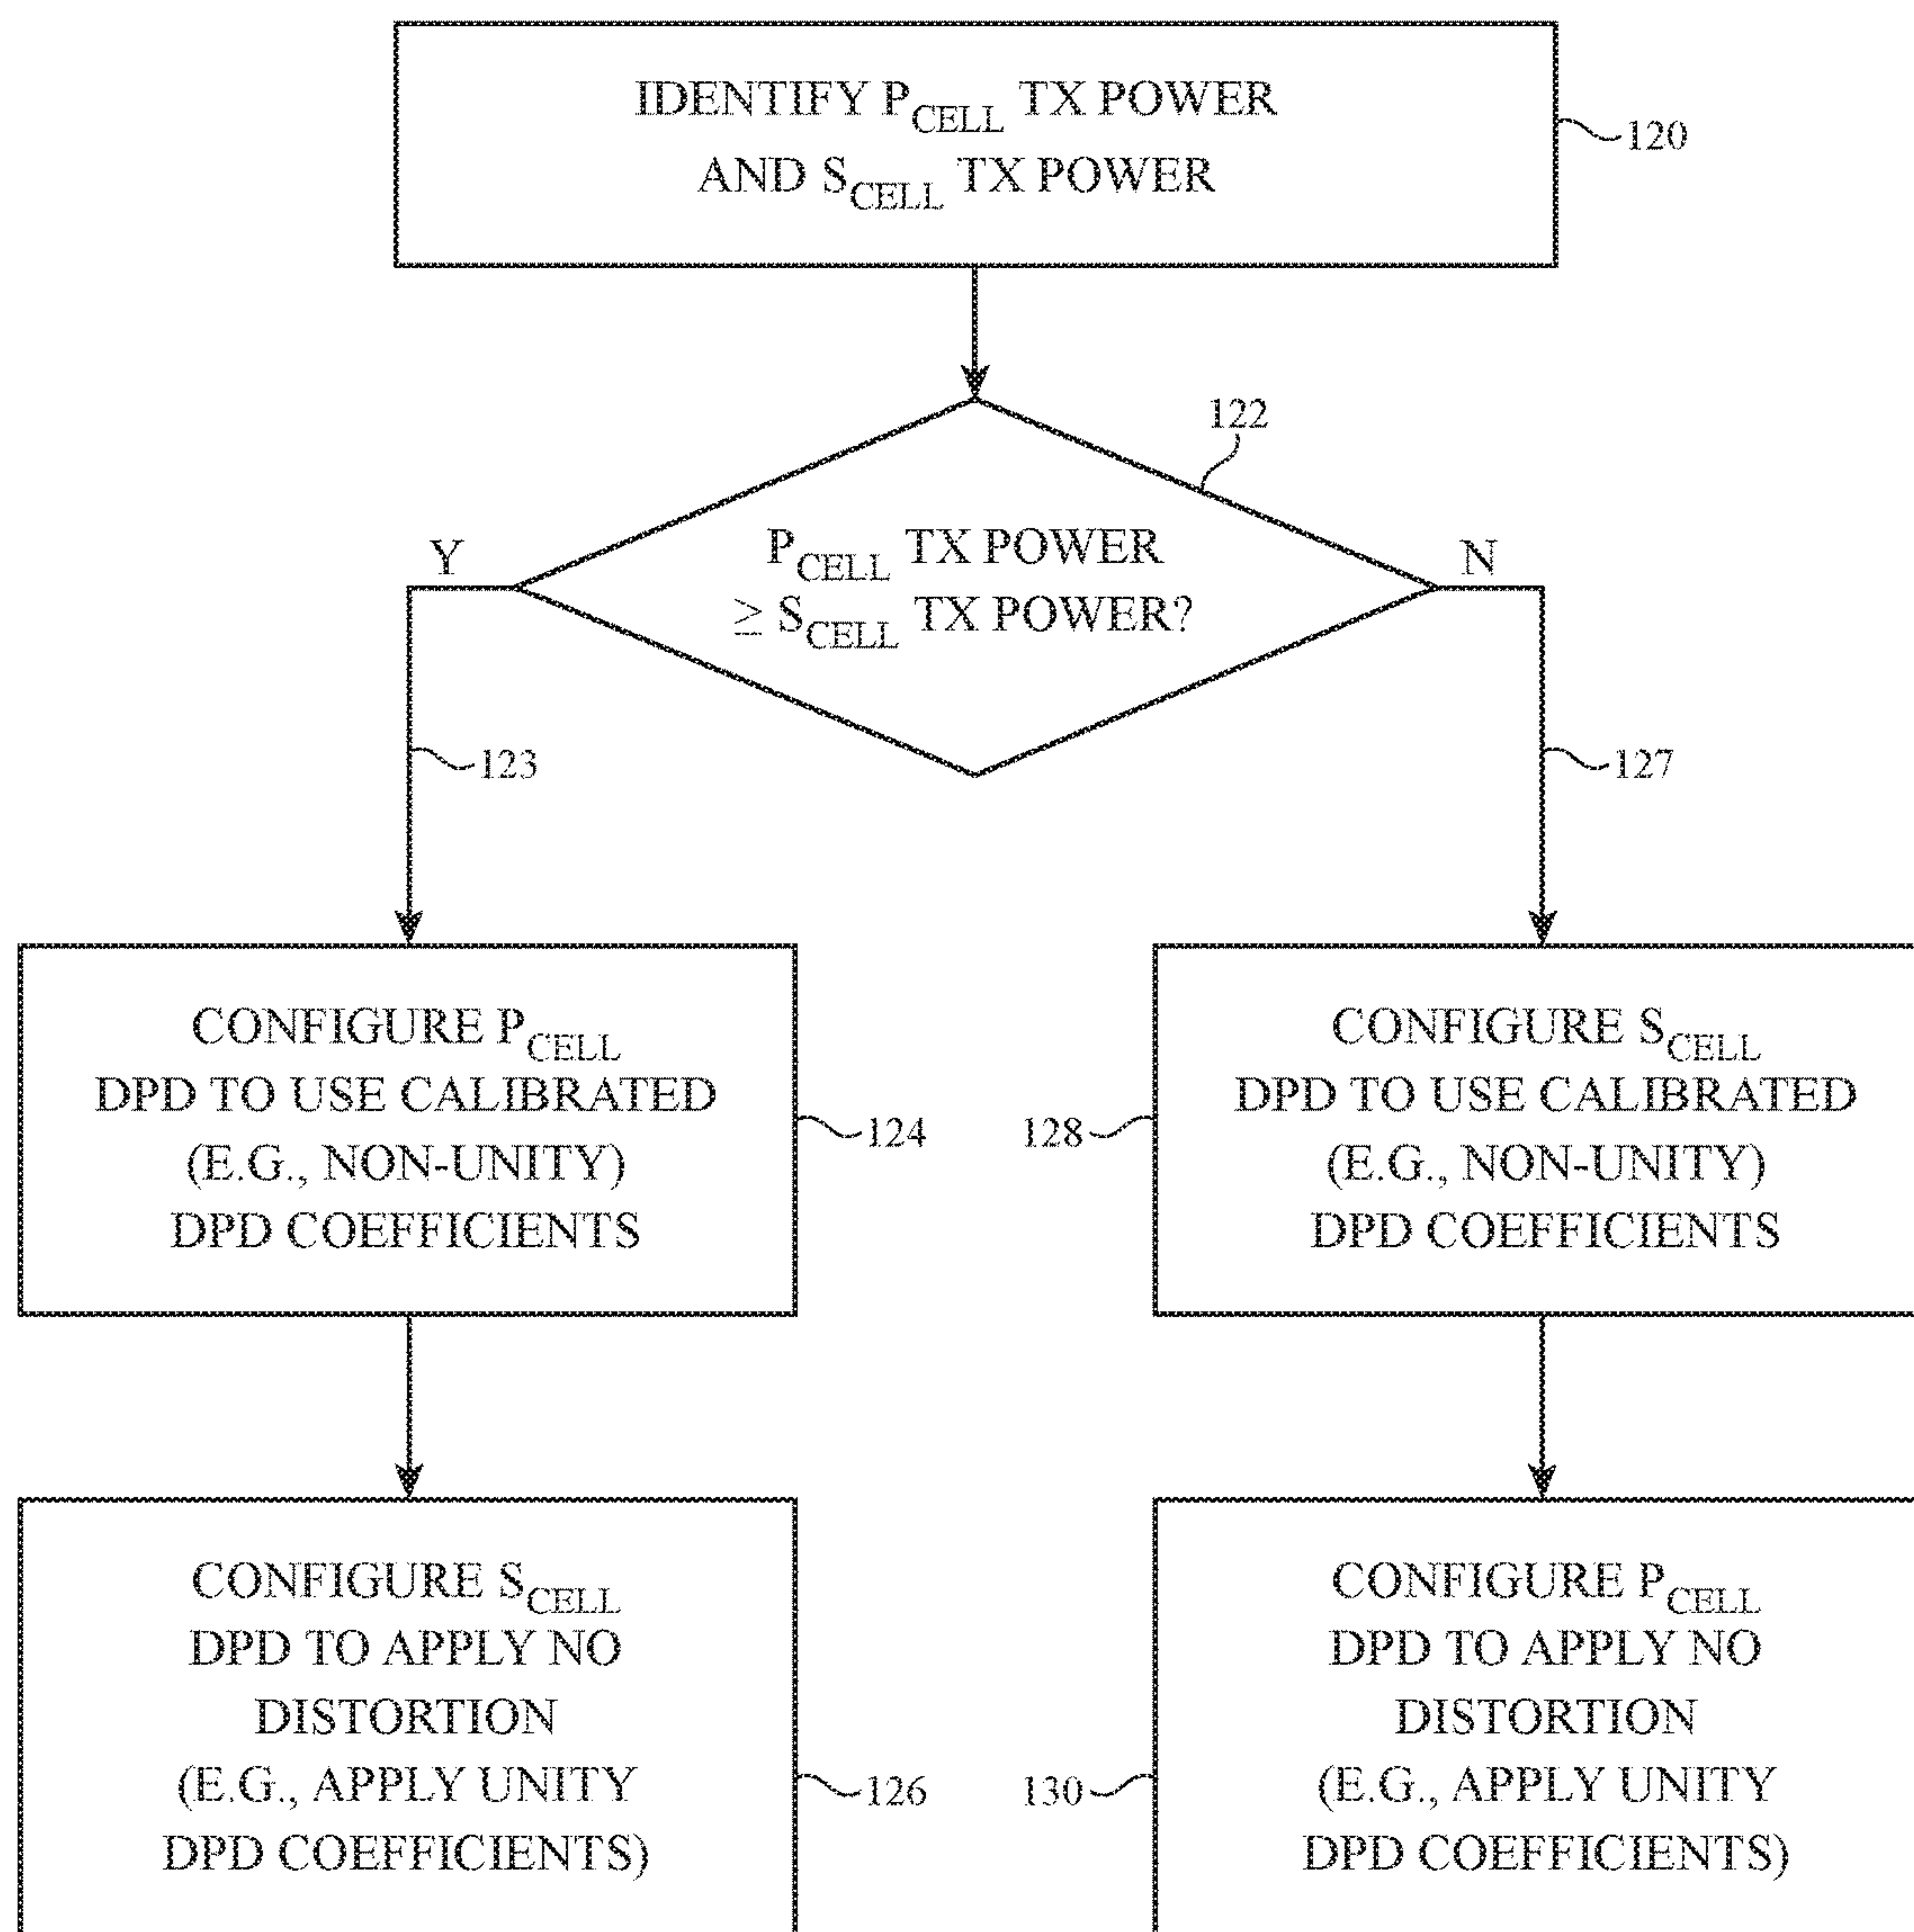 IDENTIFY PCELL TX POWER
AND SCELL TX POWER
120
122
PCELL TX POWER
≥ SCELL TX POWER?
Y
N
123
127
CONFIGURE PCELL
DPD TO USE CALIBRATED
(E.G., NON-UNITY)
DPD COEFFICIENTS
124
128
CONFIGURE SCELL
DPD TO USE CALIBRATED
(E.G., NON-UNITY)
DPD COEFFICIENTS
CONFIGURE SCELL
DPD TO APPLY NO
DISTORTION
(E.G., APPLY UNITY
DPD COEFFICIENTS)
126
130
CONFIGURE PCELL
DPD TO APPLY NO
DISTORTION
(E.G., APPLY UNITY
DPD COEFFICIENTS)